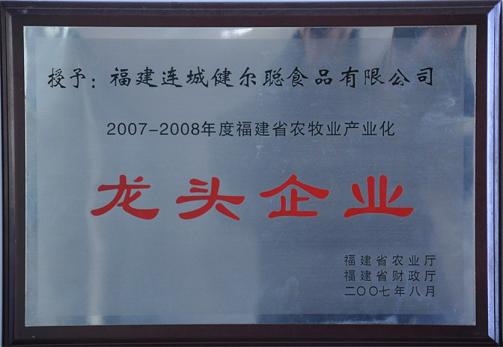 授予：福建连城健尔聪食品有限公司
2007-2008年度福建省农牧业产业化
龙头企业
福建省农业厅
福建省财政厅
二〇〇七年八月